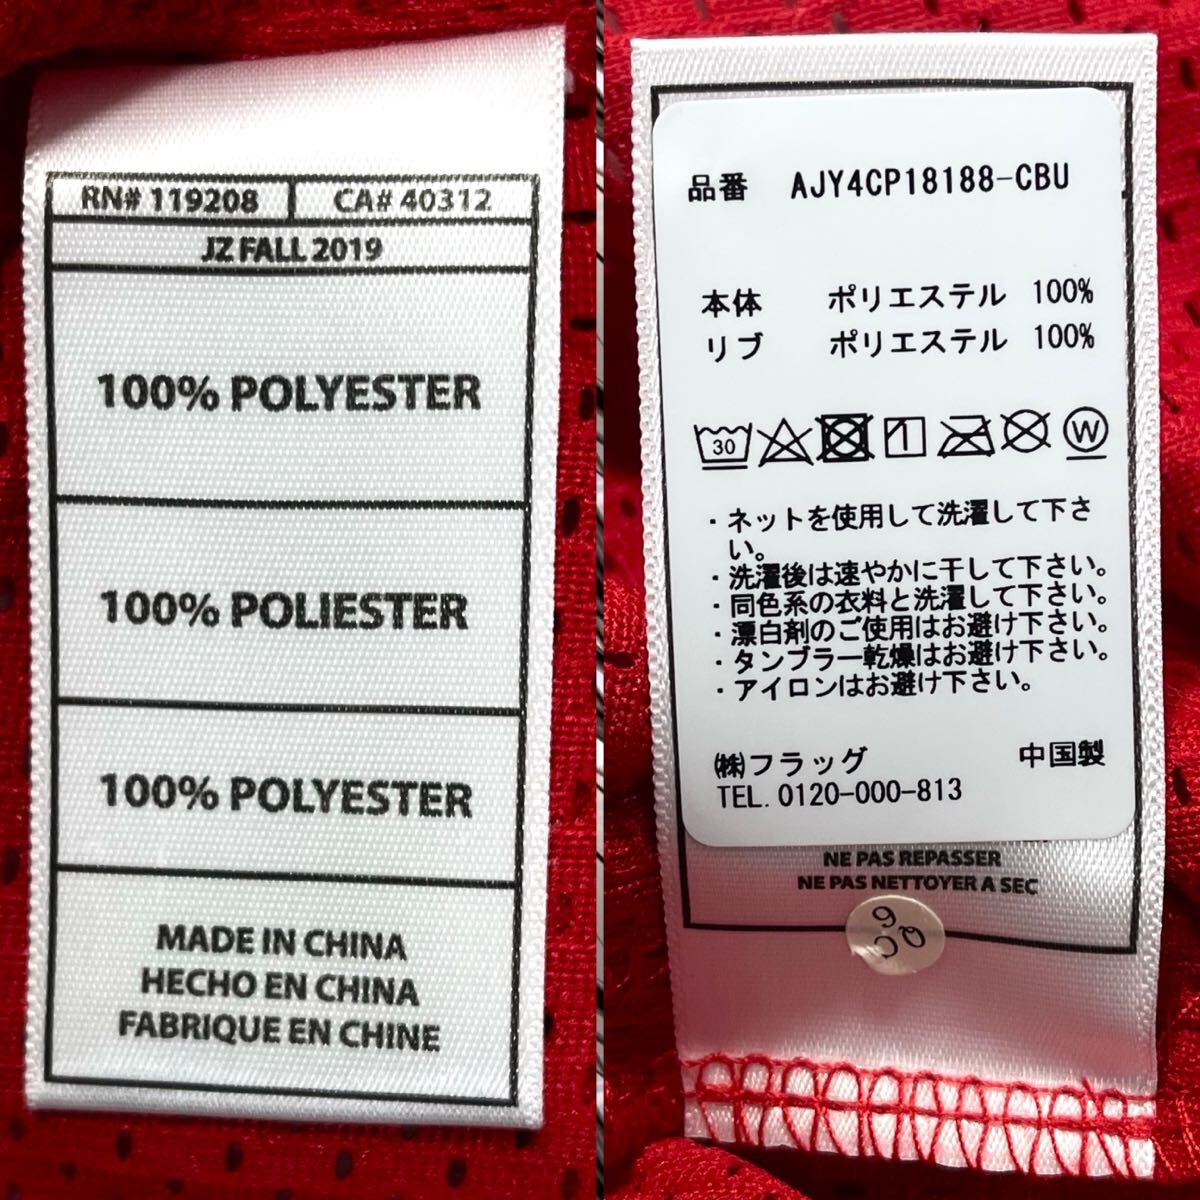 RN# 119208 CA# 40312
JZ FALL 2019
100% POLYESTER
100% POLIESTER
100% POLYESTER
MADE IN CHINA
HECHO EN CHINA
FABRIQUE EN CHINE
品番 AJY4CP18188-CBU
本体 ポリエステル 100%
リブ ポリエステル 100%
30 W
・ネットを使用して洗濯して下さ
い。
・洗濯後は速やかに干して下さい。
・同色系の衣料と洗濯して下さい。
・漂白剤のご使用はお避け下さい。
・タンブラー乾燥はお避け下さい。
・アイロンはお避け下さい。
㈱フラッグ 中国製
TEL. 0120-000-813
NE PAS REPASSER
NE PAS NETTOYER A SEC
9
QC